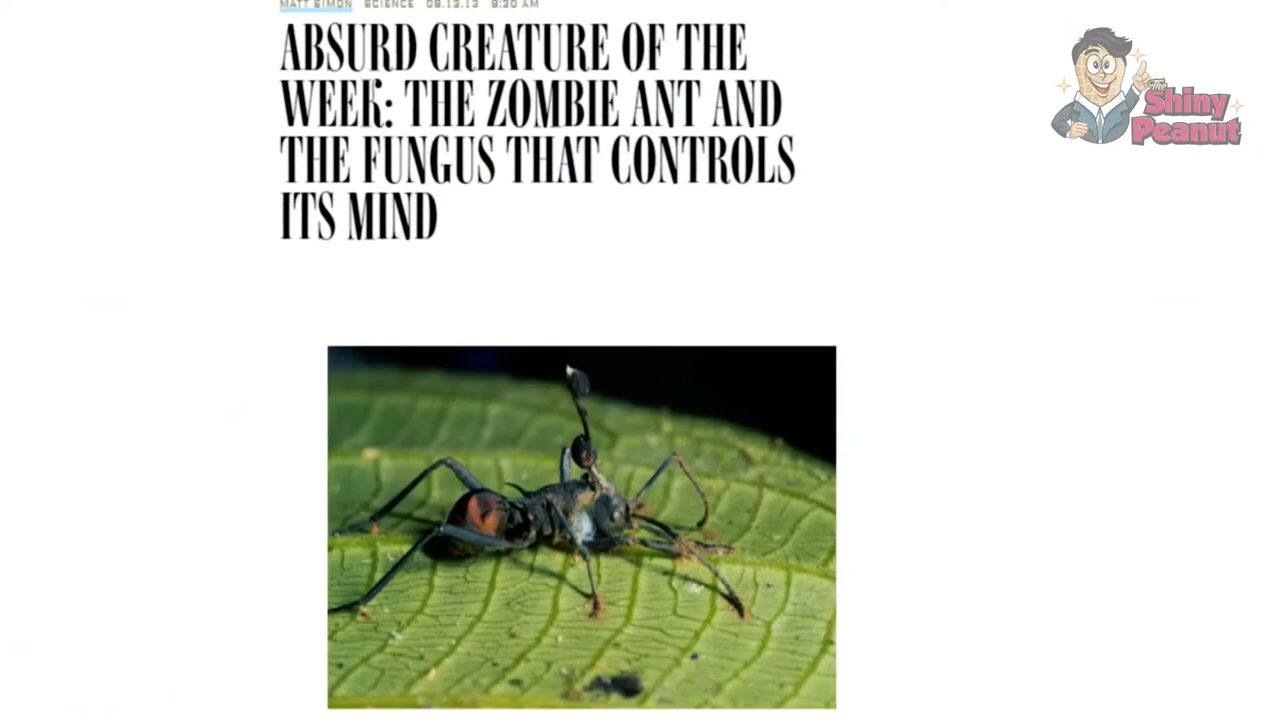 MATT SIMON SCIENCE 09.13.13 9:30 AM
ABSURD CREATURE OF THE
WEEK: THE ZOMBIE ANT AND
THE FUNGUS THAT CONTROLS
ITS MIND
The
Shiny
Peanut